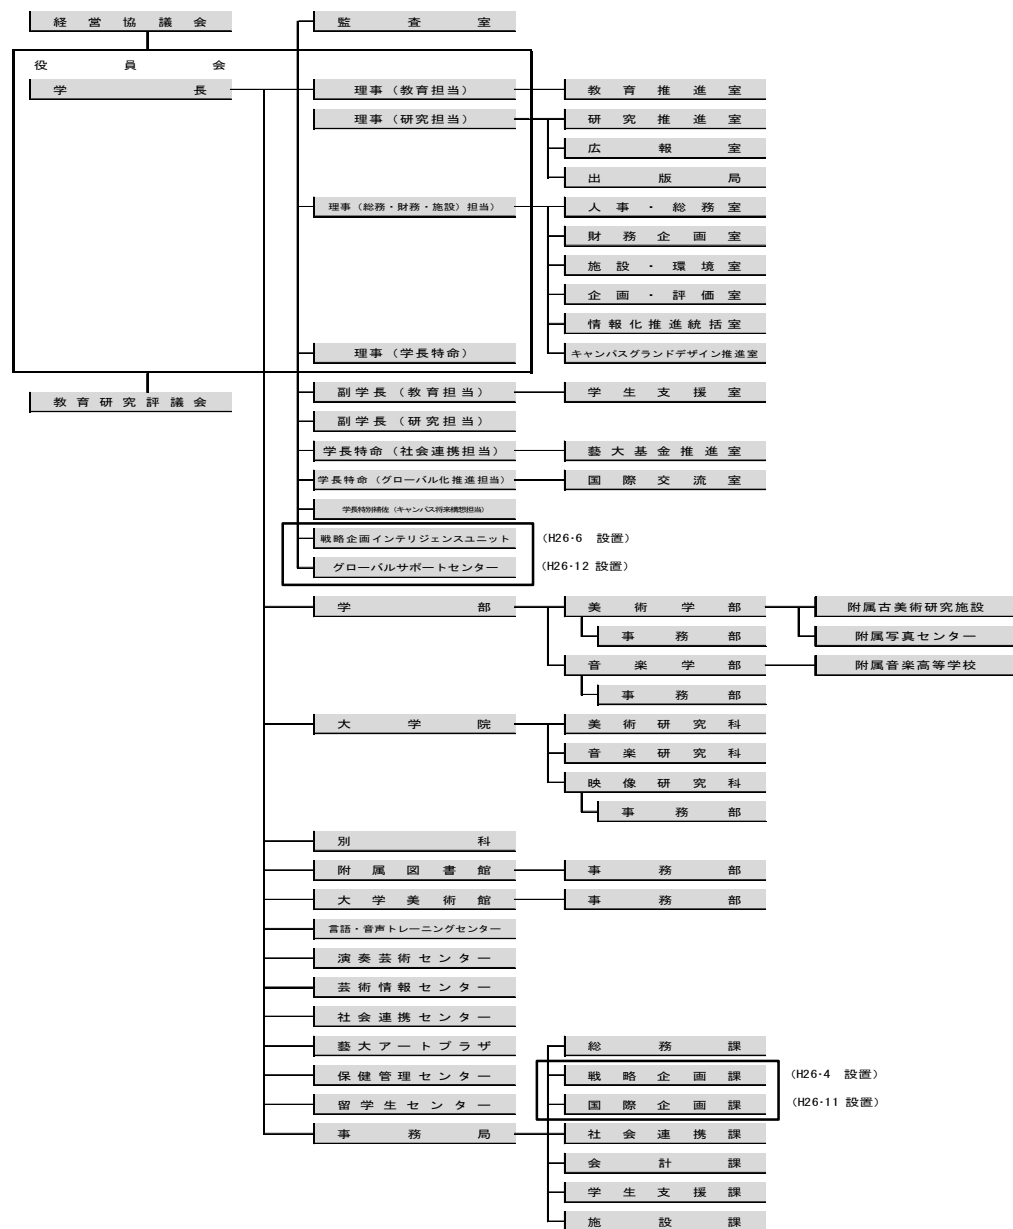 経営協議会
監査室
役員会
学長
理事（教育担当）
教育推進室
理事（研究担当）
研究推進室
広報室
出版局
理事（総務・財務・施設）担当）
人事・総務室
財務企画室
施設・環境室
企画・評価室
情報化推進統括室
理事（学長特命）
キャンパスグランドデザイン推進室
教育研究評議会
副学長（教育担当）
学生支援室
副学長（研究担当）
学長特命（社会連携担当）
藝大基金推進室
学長特命（グローバル化推進担当）
国際交流室
学長特別補佐（キャンパス将来構想担当）
戦略企画インテリジェンスユニット
（H26・6 設置）
グローバルサポートセンター
（H26・12 設置）
学部
美術学部
附属古美術研究施設
事務部
附属写真センター
音楽学部
附属音楽高等学校
事務部
大学院
美術研究科
音楽研究科
映像研究科
事務部
別科
附属図書館
事務部
大学美術館
事務部
言語・音声トレーニングセンター
演奏芸術センター
芸術情報センター
社会連携センター
藝大アートプラザ
総務課
保健管理センター
戦略企画課
（H26・4 設置）
留学生センター
国際企画課
（H26・11 設置）
事務局
社会連携課
会計課
学生支援課
施設課